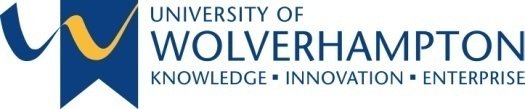 UNIVERSITY OF
WOLVERHAMPTON
KNOWLEDGE ▪ INNOVATION ▪ ENTERPRISE